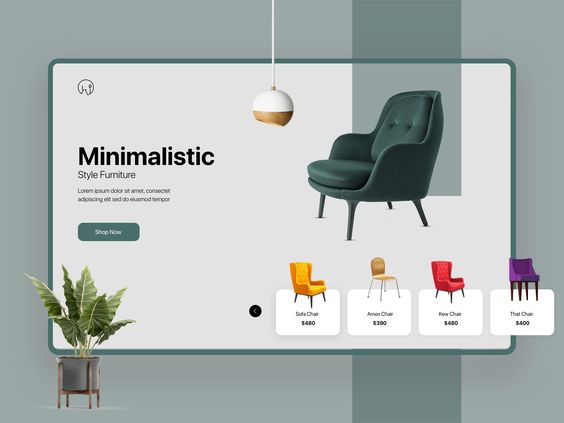 Minimalistic
Style Furniture
Lorem ipsum dolor sit amet, consectet
adipiscing elit sed do eiusmod tempor
Shop Now
Sofa Chair
$480
Amos Chair
$390
Kew Chair
$480
That Chair
$400